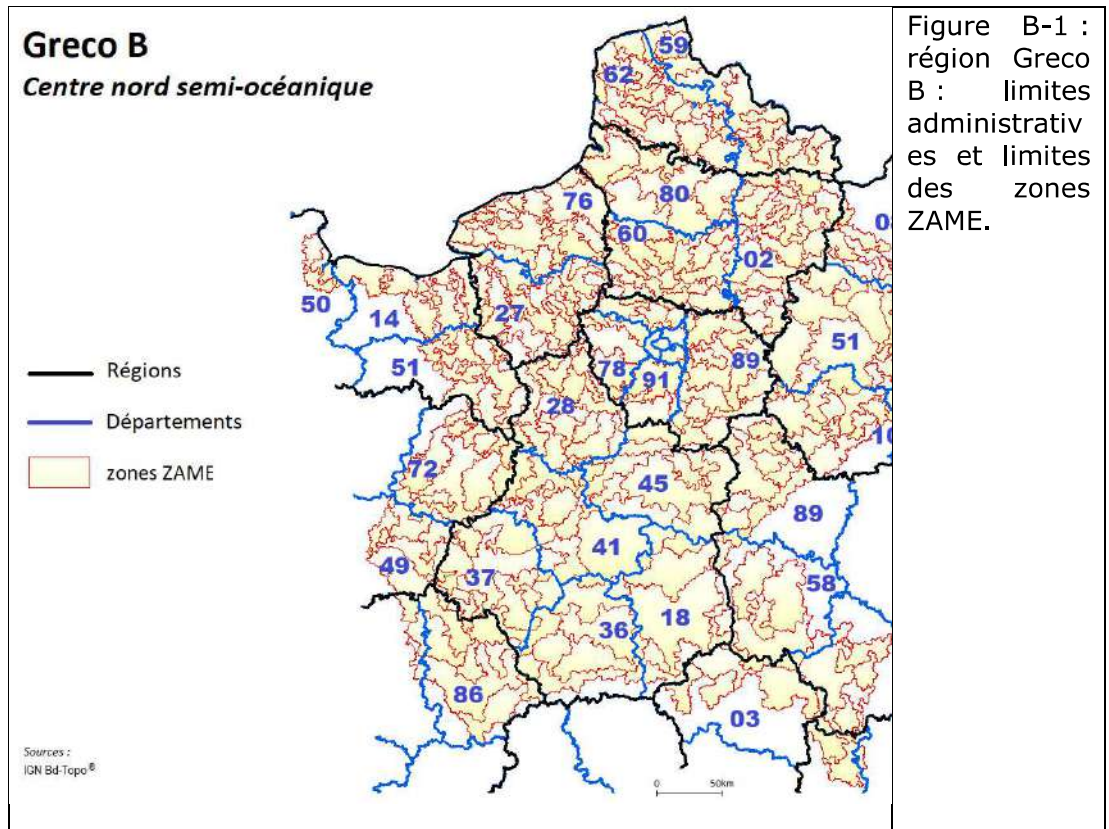 Greco B
Centre nord semi-océanique
Figure B-1 :
région Greco
B : limites
administrativ
es et limites
des zones
ZAME.
59
62
80
76
60
02
0
50
14
27
51
51
78
91
89
28
10
72
45
89
49
37
41
58
36
18
86
03
Régions
Départements
zones ZAME
Sources :
IGN Bd-Topo®
0 50km